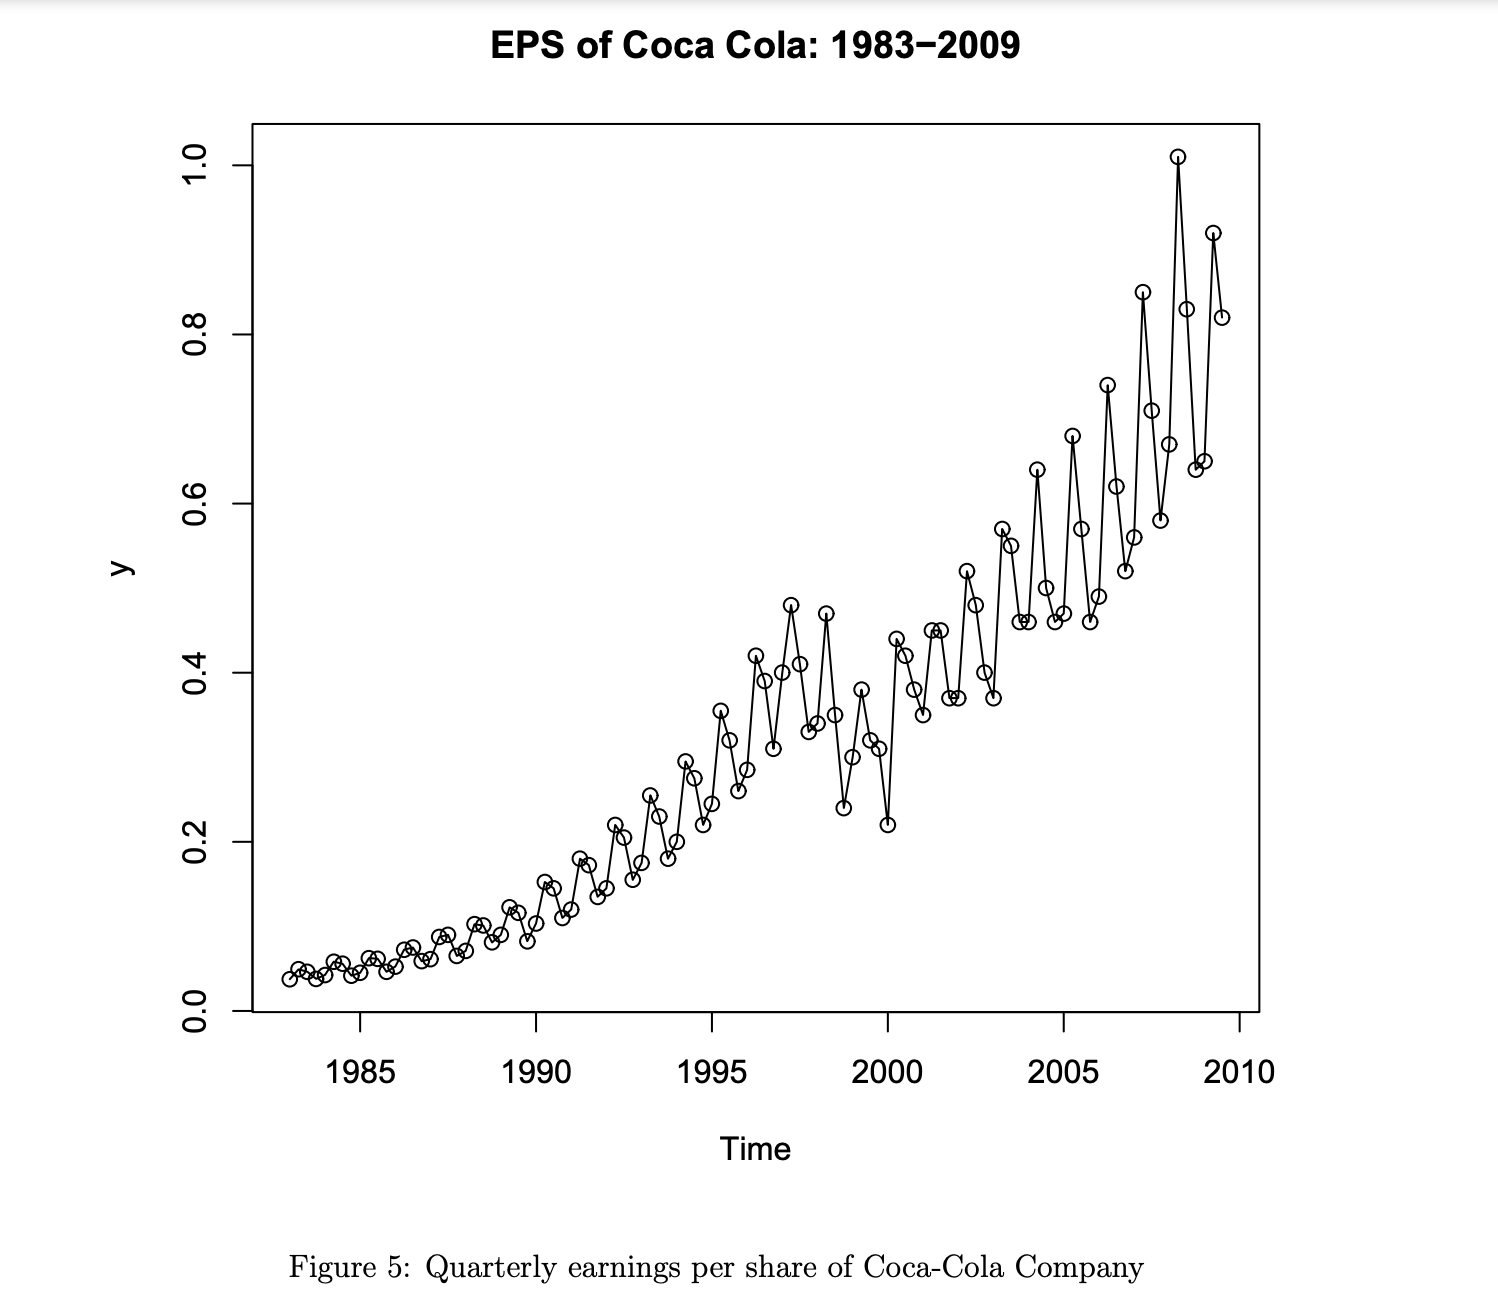 EPS of Coca Cola: 1983−2009
1.0
0.8
0.6
0.4
0.2
0.0
y
1985 1990 1995 2000 2005 2010
Time
Figure 5: Quarterly earnings per share of Coca-Cola Company